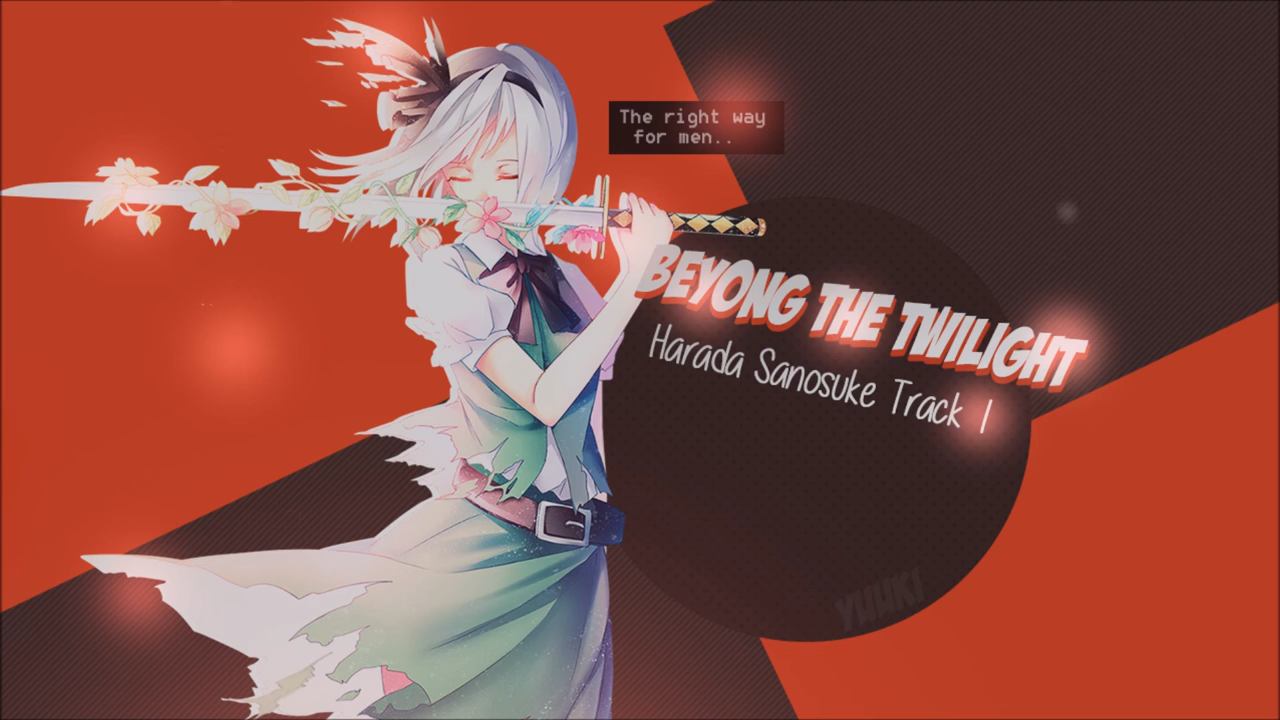 The right way
for men..
BEYONG THE TWILIGHT
Harada Sanosuke Track 1
YUUKI